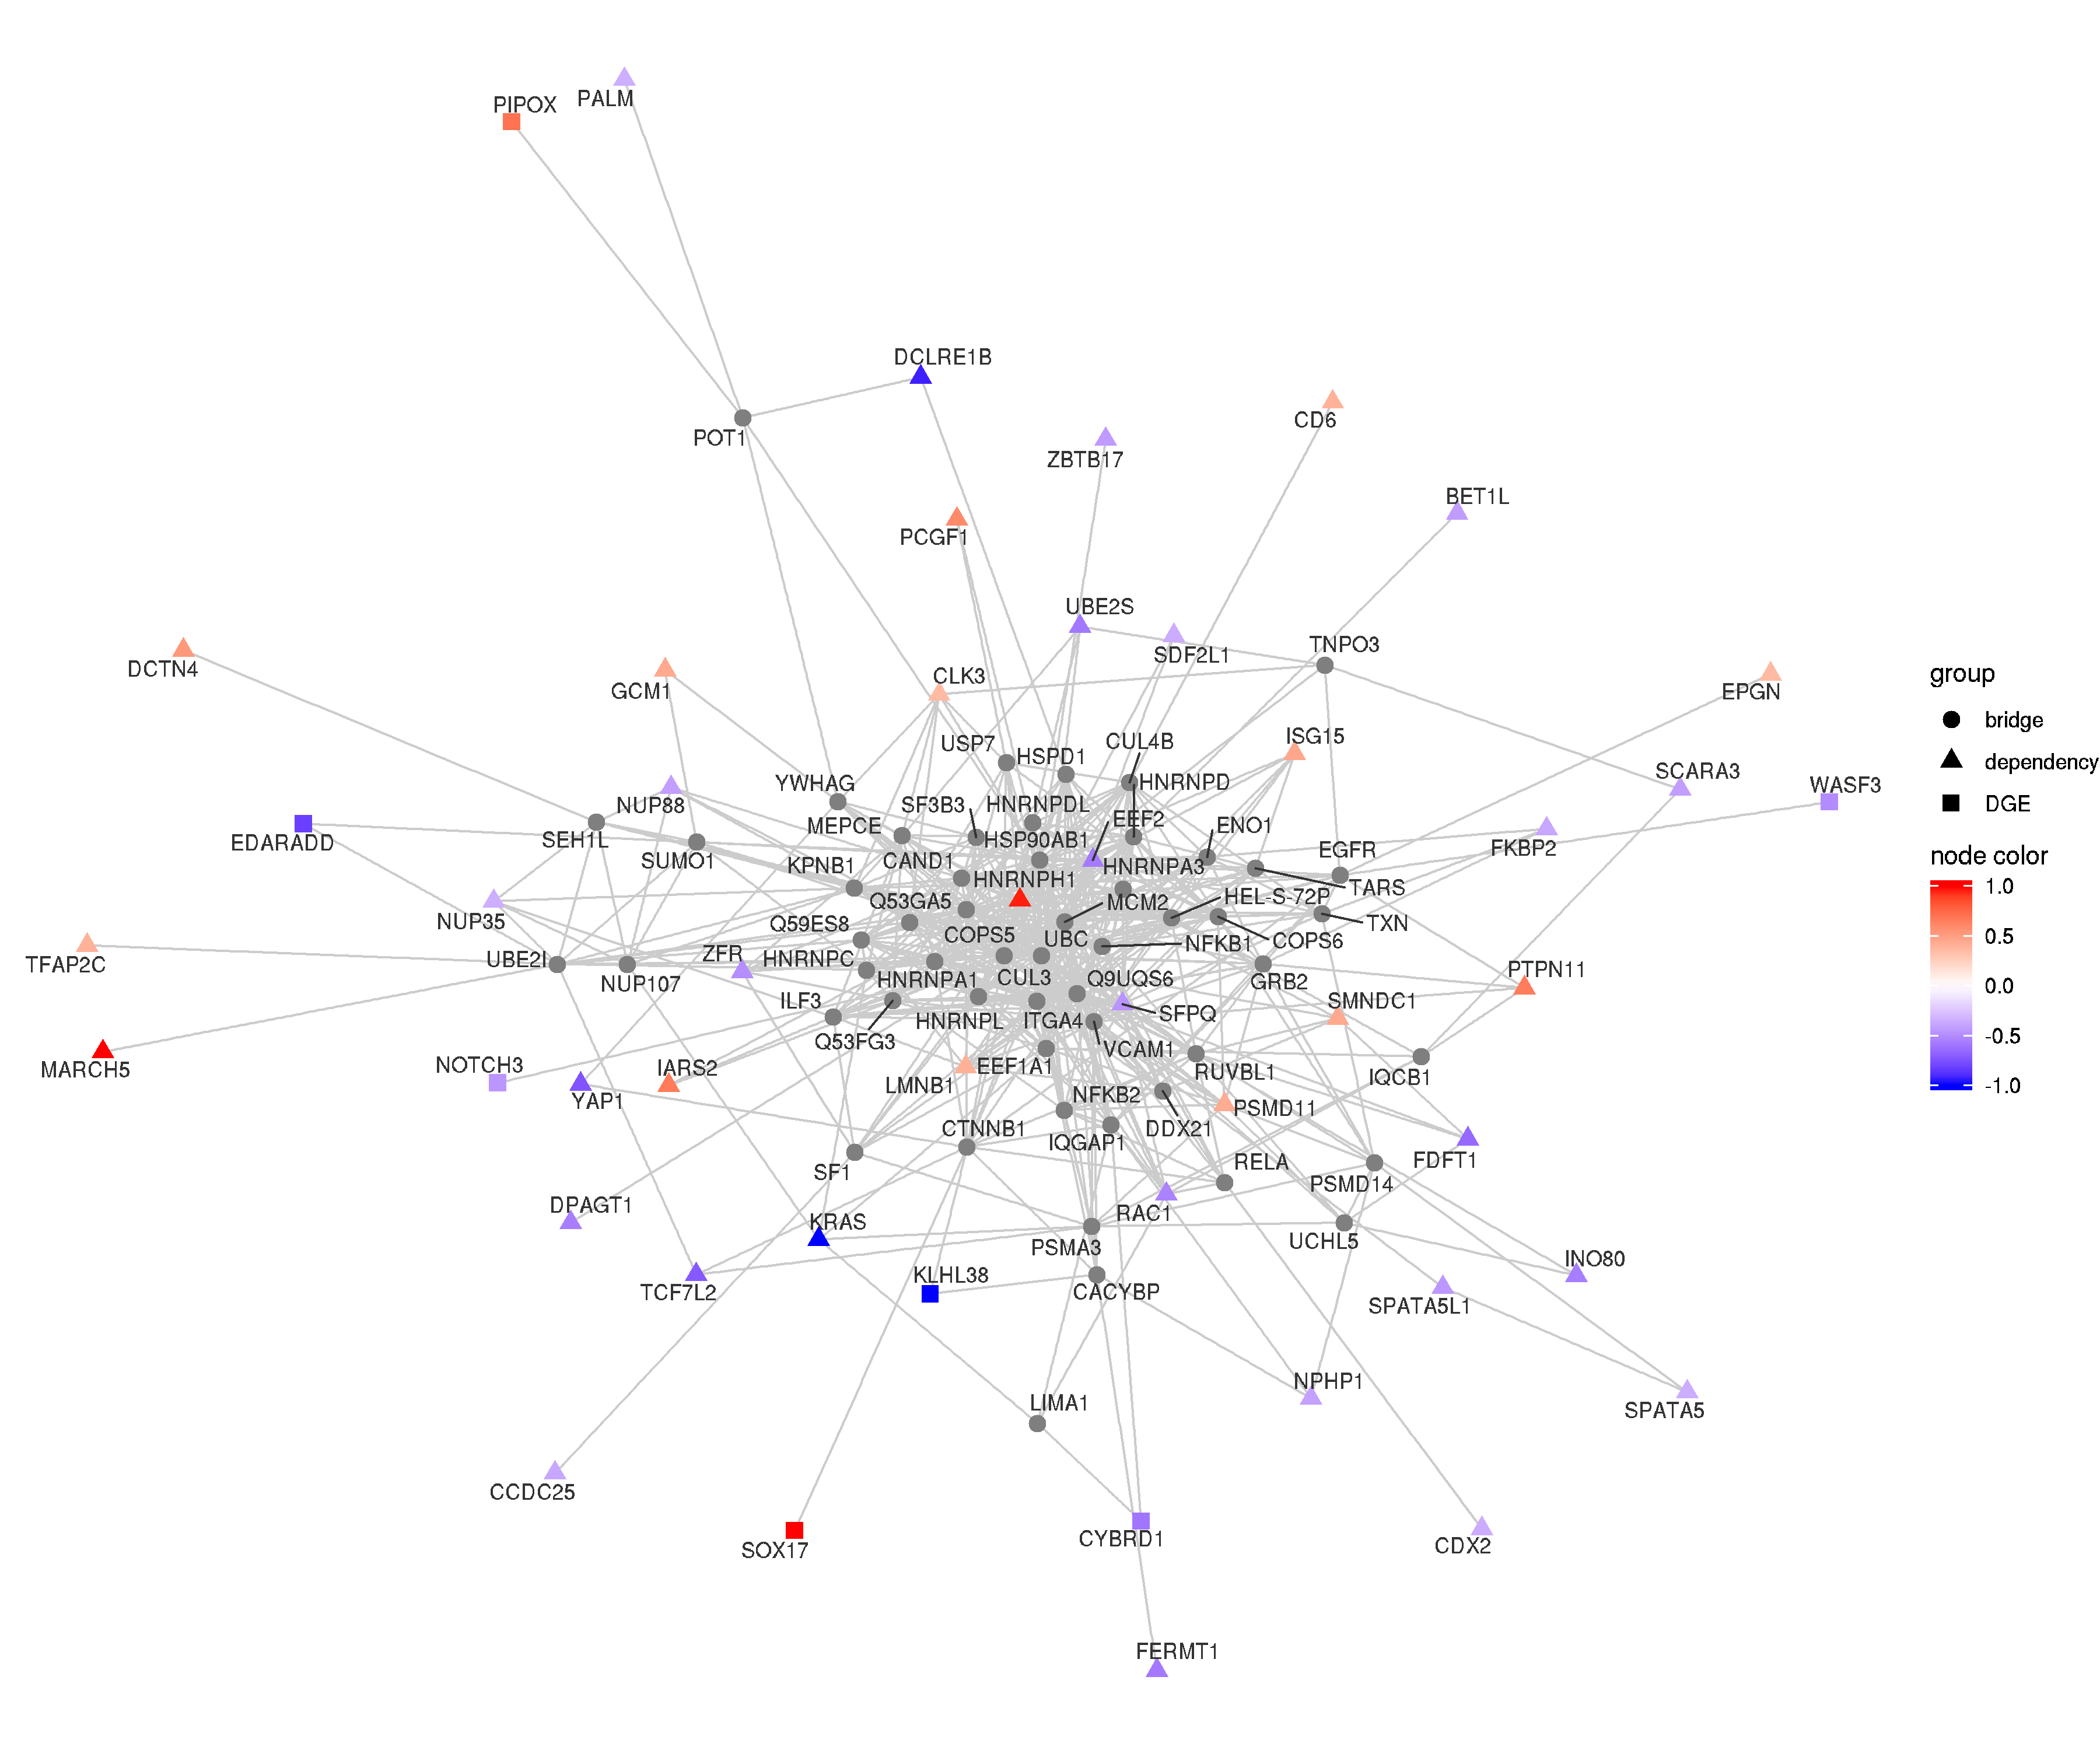 PIPOX
PALM
DCLRE1B
POT1
CD6
ZBTB17
BET1L
PCGF1
UBE2S
SDF2L1
TNPO3
DCTN4
GCM1
CLK3
EPGN
USP7
HSPD1
CUL4B
ISG15
HNRNPD
SCARA3
WASF3
YWHAG
NUP88
SF3B3
HNRNPDL
MEPCE
EEF2
ENO1
EDARADD
SEH1L
SUMO1
HSP90AB1
EGFR
FKBP2
KPNB1
CAND1
HNRNPA3
HNRNPH1
TARS
Q53GA5
MCM2
HEL-S-72P
NUP35
Q59ES8
TXN
COPS5
UBC
NFKB1
COPS6
TFAP2C
UBE2I
ZFR
HNRNPC
NUP107
HNRNPA1
CUL3
Q9UQS6
GRB2
PTPN11
ILF3
HNRNPL
ITGA4
SFPQ
SMNDC1
Q53FG3
VCAM1
MARCH5
NOTCH3
IARS2
EEF1A1
RUVBL1
IQCB1
YAP1
LMNB1
NFKB2
PSMD11
CTNNB1
IQGAP1
DDX21
SF1
RELA
FDFT1
PSMD14
DPAGT1
KRAS
RAC1
PSMA3
UCHL5
TCF7L2
KLHL38
CACYBP
INO80
SPATA5L1
NPHP1
LIMA1
SPATA5
CCDC25
SOX17
CYBRD1
CDX2
FERMT1
group
bridge
dependency
DGE
node color
1.0
0.5
0.0
-0.5
-1.0